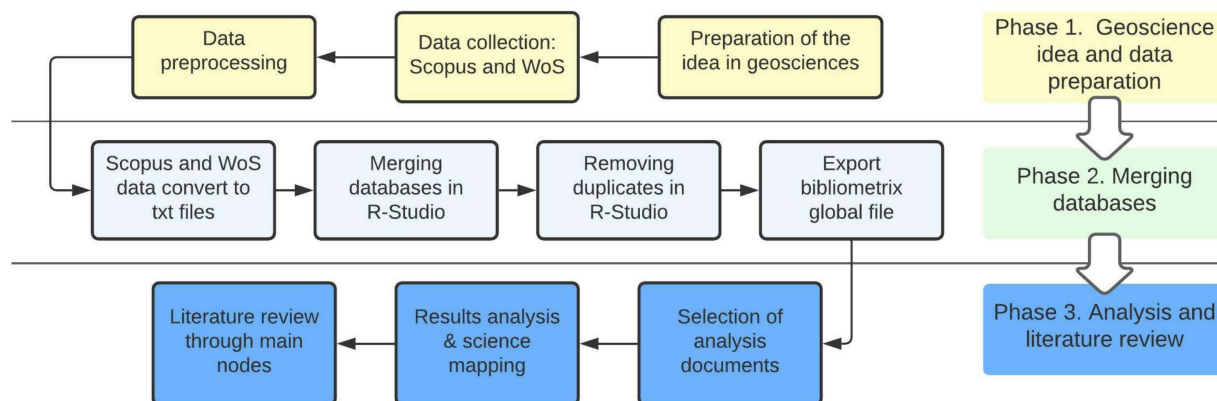 Data
preprocessing
Data collection:
Scopus and WoS
Preparation of the
idea in geosciences
Phase 1.  Geoscience
idea and data
preparation
Scopus and WoS
data convert to
txt files
Merging
databases in
R-Studio
Removing
duplicates in
R-Studio
Export
bibliometrix
global file
Phase 2. Merging
databases
Literature review
through main
nodes
Results analysis
& science
mapping
Selection of
analysis
documents
Phase 3. Analysis and
literature review